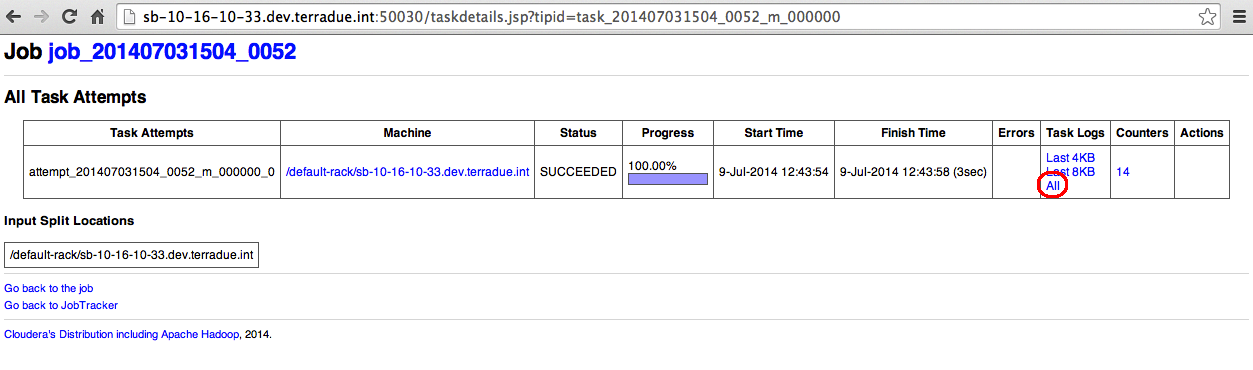 sb-10-16-10-33.dev.terradue.int:50030/taskdetails.jsp?tipid=task_201407031504_0052_m_000000
Job job_201407031504_0052
All Task Attempts
Task Attempts Machine Status Progress Start Time Finish Time Errors Task Logs Counters Actions
attempt_201407031504_0052_m_000000_0 /default-rack/sb-10-16-10-33.dev.terradue.int SUCCEEDED 100.00% 9-Jul-2014 12:43:54 9-Jul-2014 12:43:58 (3sec) Last 4KB 14
Last 8KB
All
Input Split Locations
/default-rack/sb-10-16-10-33.dev.terradue.int
Go back to the job
Go back to JobTracker
Cloudera's Distribution including Apache Hadoop, 2014.